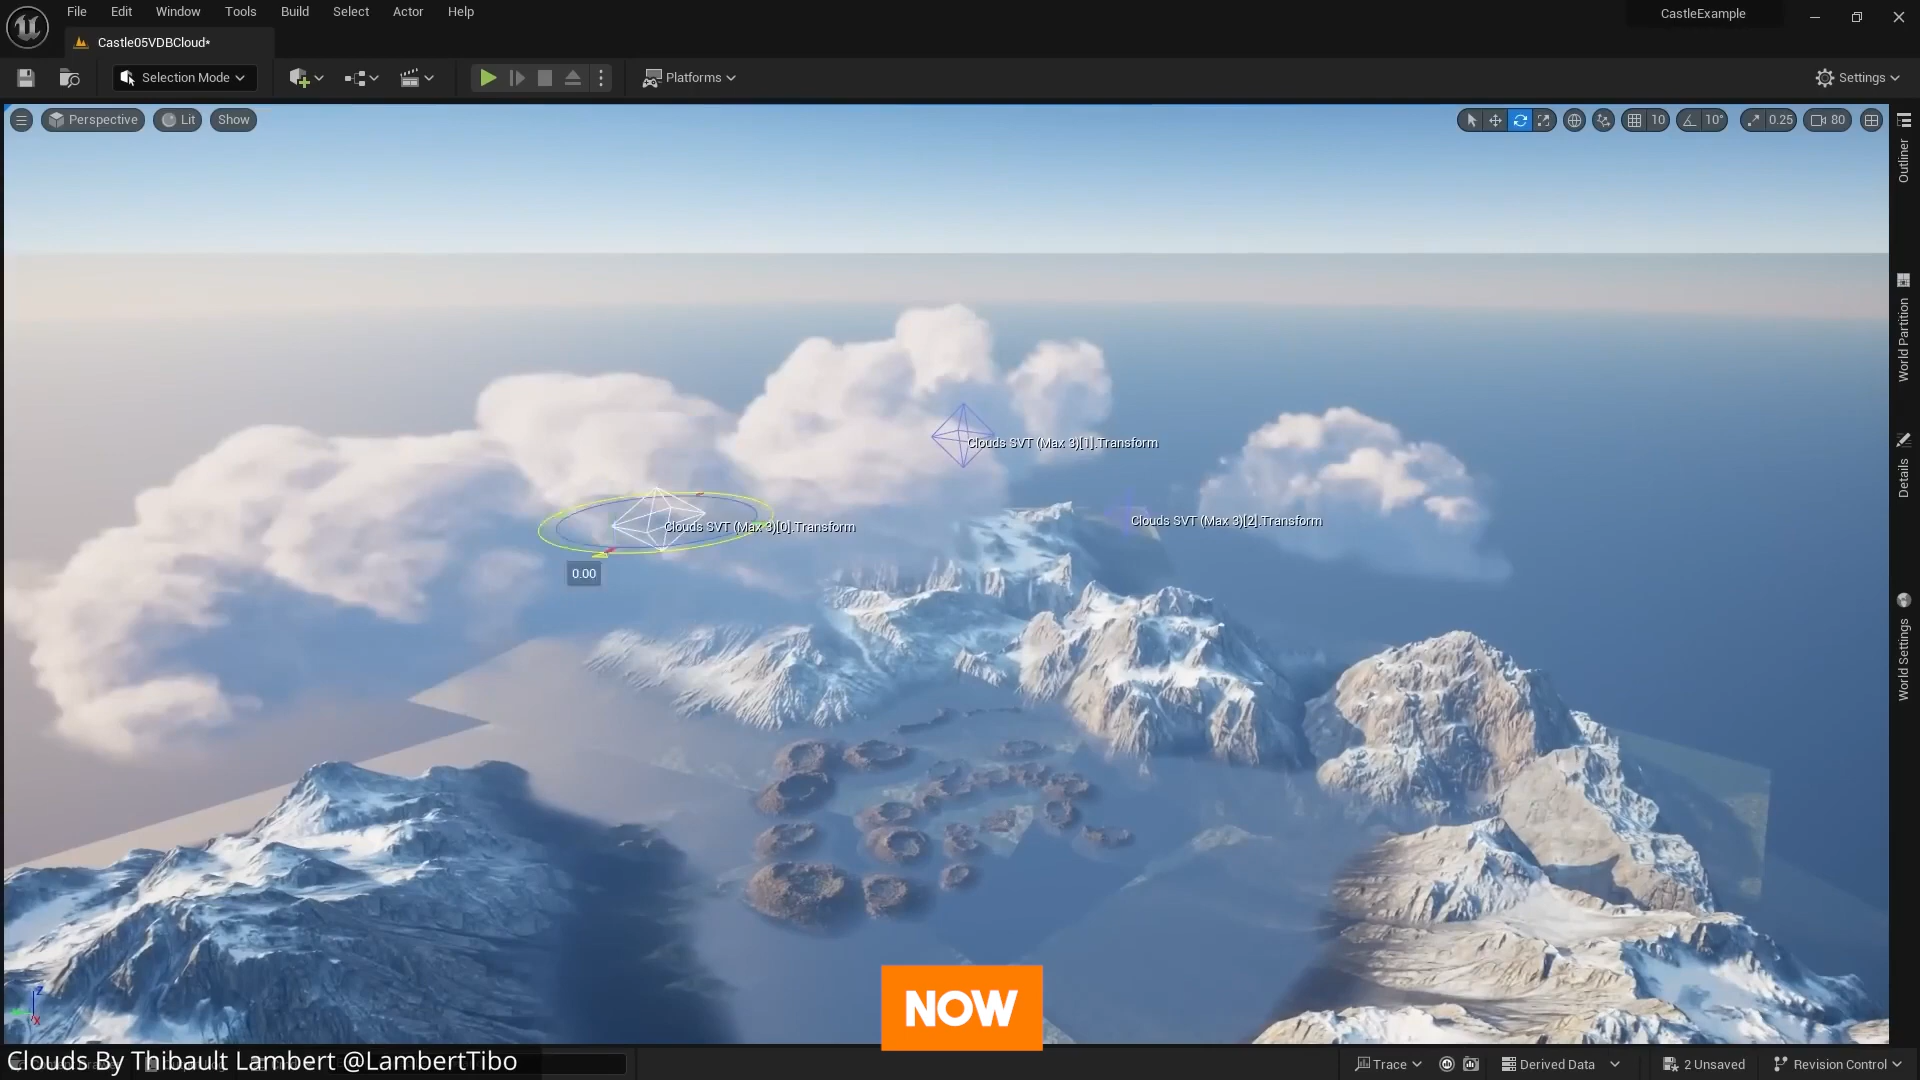 File Edit Window Tools Build Select Actor Help
CastleExample
Castle05VDBCloud*
Selection Mode
Platforms
Settings
Perspective Lit Show
10 10° 0.25 80
Outliner
World Partition
Details
World Settings
Clouds SVT (Max 3)[1].Transform
Clouds SVT (Max 3)[2].Transform
Clouds SVT (Max 3)[0].Transform
0.00
Z
X
NOW
Clouds By Thibault Lambert @LambertTibo
Trace Derived Data 2 Unsaved Revision Control